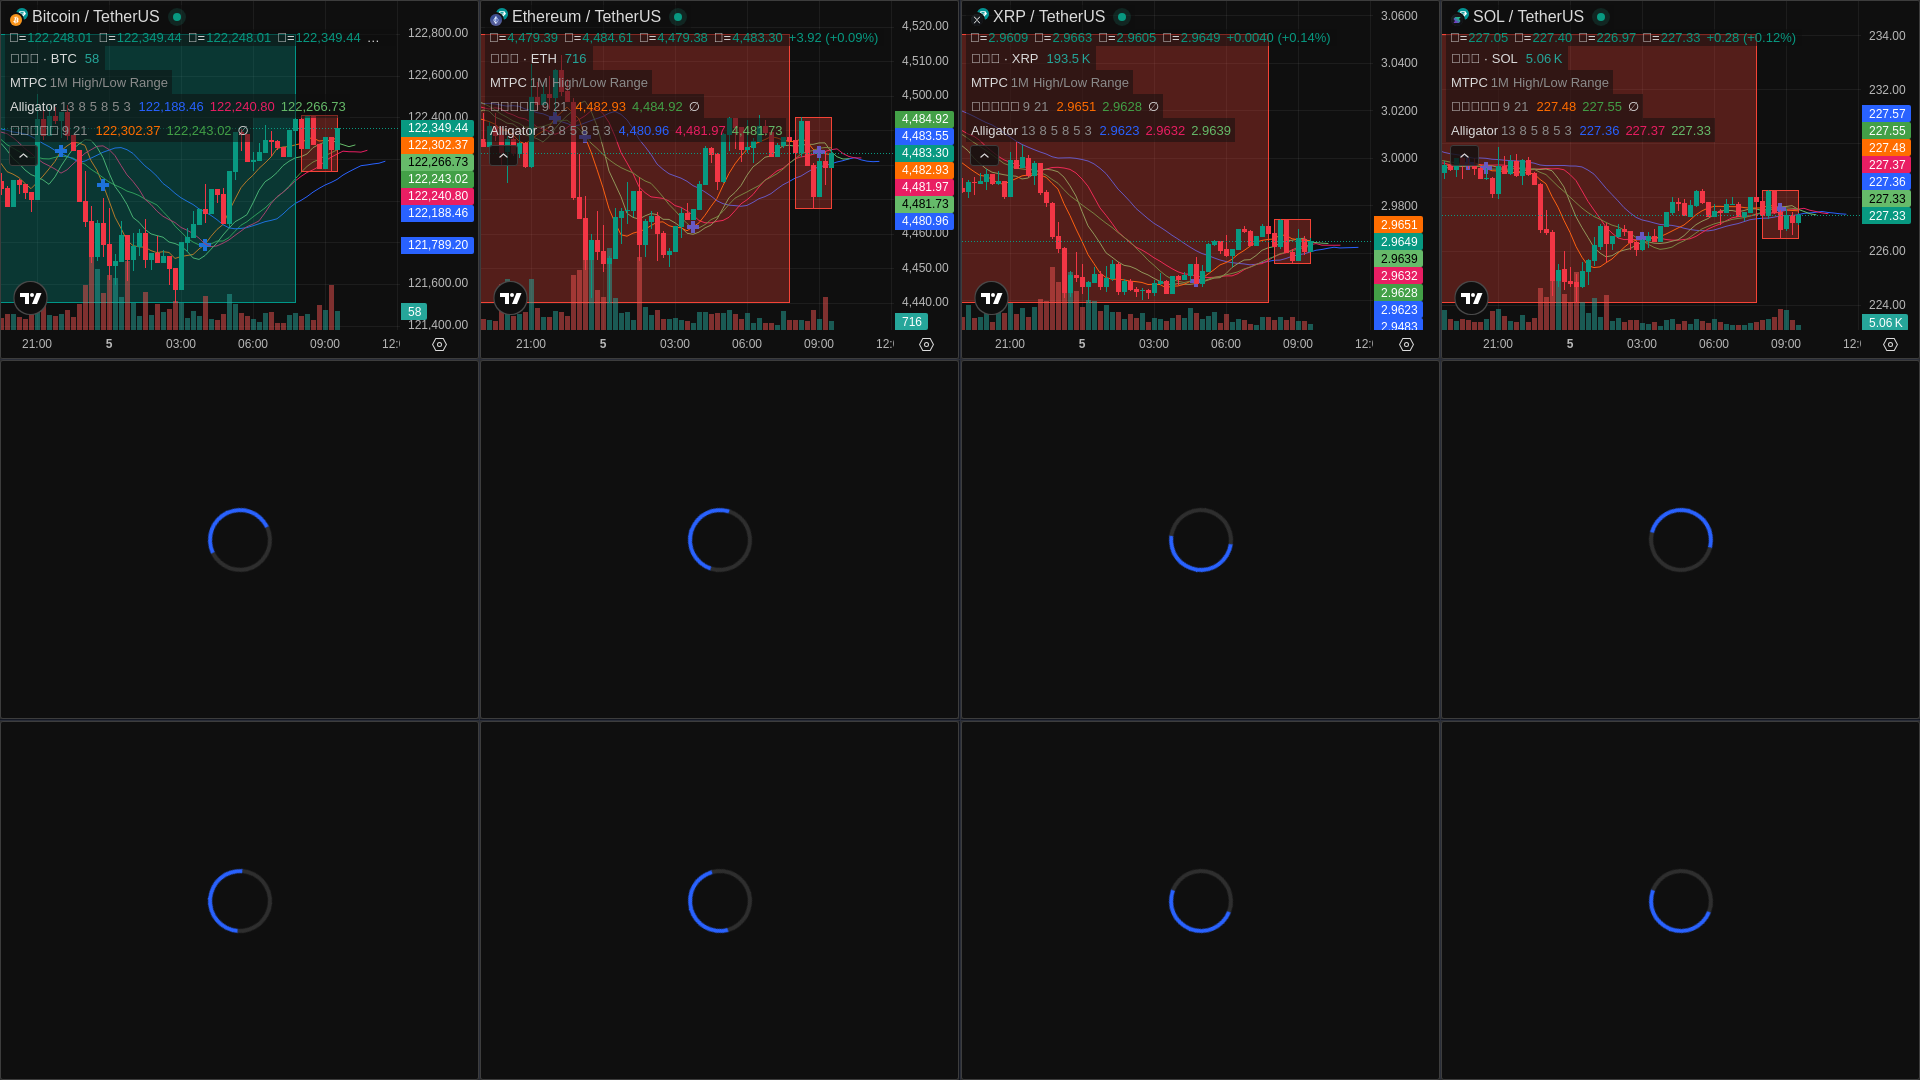 Bitcoin / TetherUS
=122,248.01 =122,349.44 =122,248.01 =122,349.44 …
· BTC 58
MTPC 1M High/Low Range
Alligator 13 8 5 8 5 3 122,188.46 122,240.80 122,266.73
9 21 122,302.37 122,243.02 ∅
122,800.00
122,600.00
122,400.00
122,349.44
122,302.37
122,266.73
122,243.02
122,240.80
122,188.46
121,789.20
121,600.00
58
121,400.00
21:00 5 03:00 06:00 09:00
Ethereum / TetherUS
=4,479.39 =4,484.61 =4,479.38 =4,483.30 +3.92 (+0.09%)
· ETH 716
MTPC 1M High/Low Range
9 21 4,482.93 4,484.92 ∅
Alligator 13 8 5 8 5 3 4,480.96 4,481.97 4,481.73
4,520.00
4,510.00
4,500.00
4,484.92
4,483.55
4,483.30
4,482.93
4,481.97
4,481.73
4,480.96
4,460.00
4,450.00
4,440.00
716
21:00 5 03:00 06:00 09:00
XRP / TetherUS
=2.9609 =2.9663 =2.9605 =2.9649 +0.0040 (+0.14%)
· XRP 193.5 K
MTPC 1M High/Low Range
9 21 2.9651 2.9628 ∅
Alligator 13 8 5 8 5 3 2.9623 2.9632 2.9639
3.0600
3.0400
3.0200
3.0000
2.9800
2.9651
2.9649
2.9639
2.9632
2.9628
2.9623
2.9483
21:00 5 03:00 06:00 09:00
SOL / TetherUS
=227.05 =227.40 =226.97 =227.33 +0.28 (+0.12%)
· SOL 5.06 K
MTPC 1M High/Low Range
9 21 227.48 227.55 ∅
Alligator 13 8 5 8 5 3 227.36 227.37 227.33
234.00
232.00
227.57
227.55
227.48
227.37
227.36
227.33
227.33
226.00
224.00
5.06 K
21:00 5 03:00 06:00 09:00